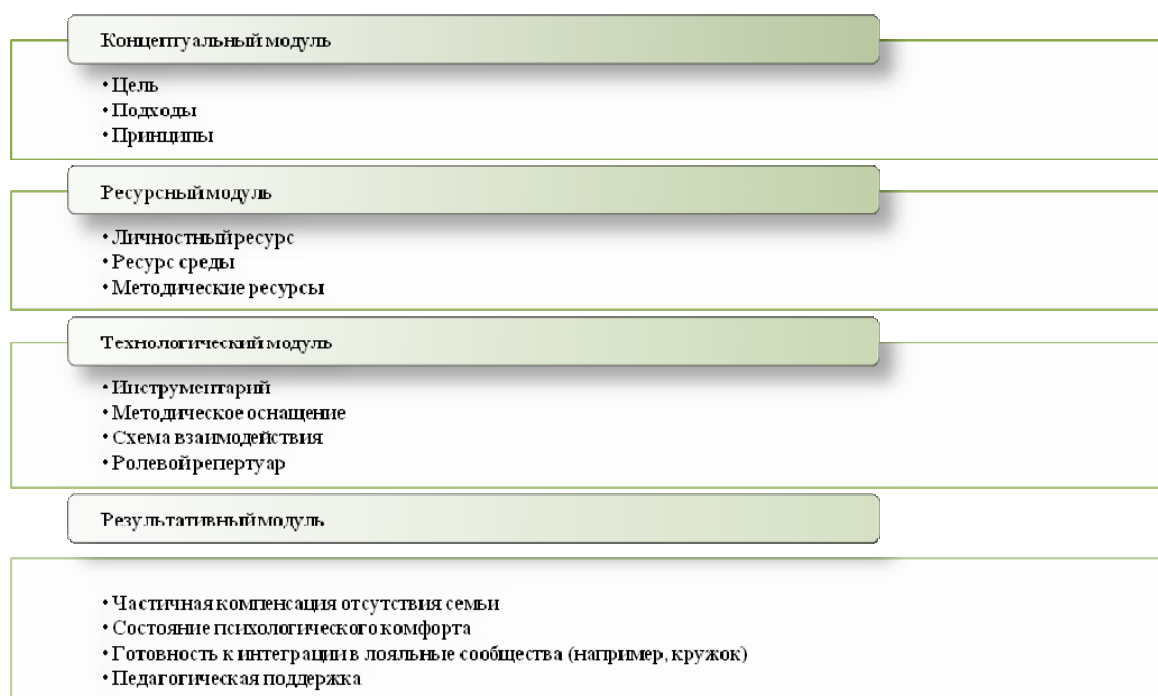 Концептуальный модуль
• Цель
• Подходы
• Принципы
Ресурсный модуль
• Личностный ресурс
• Ресурс среды
• Методические ресурсы
Технологический модуль
• Инструментарий
• Методическое оснащение
• Схема взаимодействия
• Ролевой репертуар
Результативный модуль
• Частичная компенсация отсутствия семьи
• Состояние психологического комфорта
• Готовность к интеграции в лояльные сообщества (например, кружок)
• Педагогическая поддержка